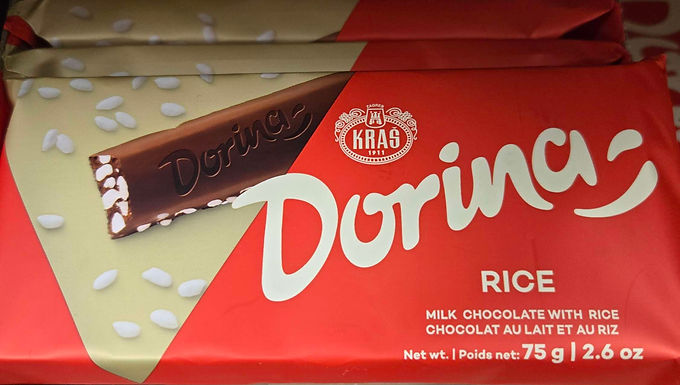 ZAGREB
KRAŠ
1911
Dorina
Dorina
RICE
MILK CHOCOLATE WITH RICE
CHOCOLAT AU LAIT ET AU RIZ
Net wt. | Poids net: 75 g | 2.6 oz